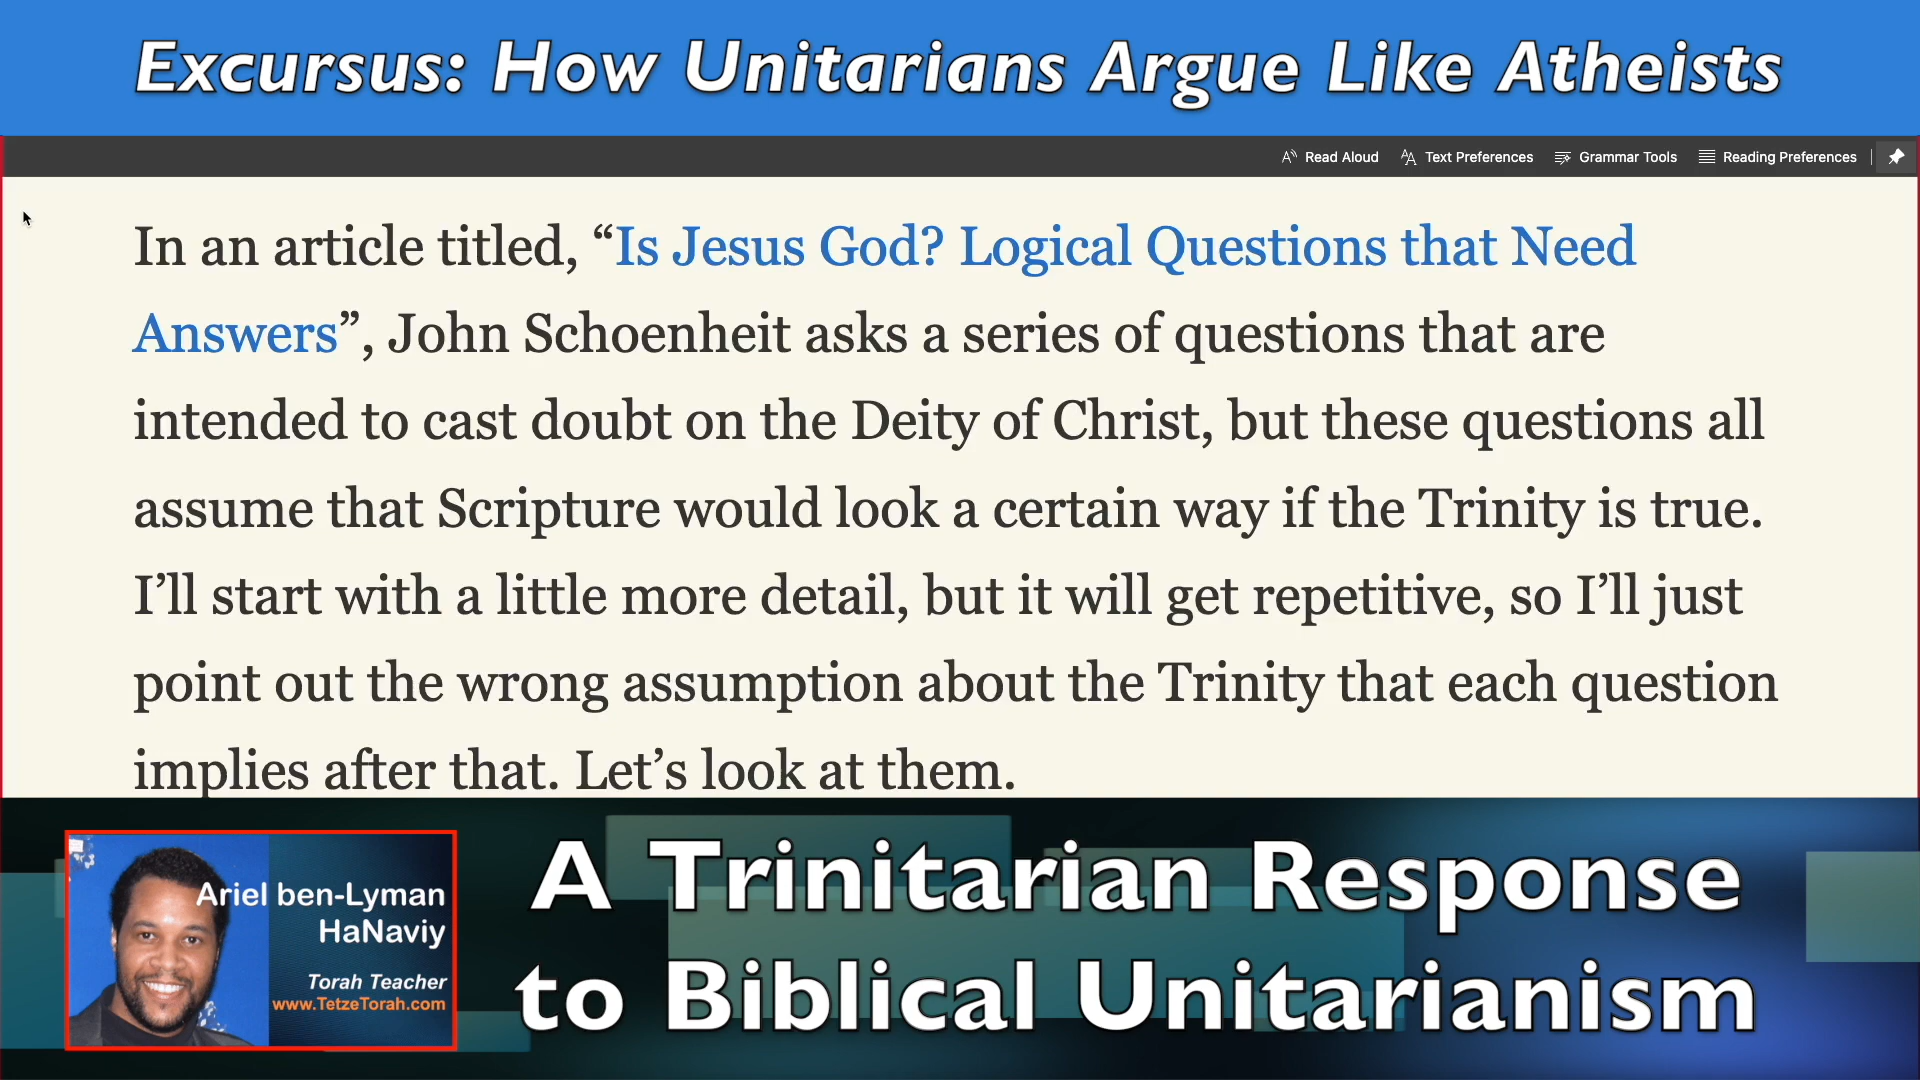 Excursus: How Unitarians Argue Like Atheists
Read Aloud Text Preferences Grammar Tools Reading Preferences
In an article titled, “Is Jesus God? Logical Questions that Need
Answers”, John Schoenheit asks a series of questions that are
intended to cast doubt on the Deity of Christ, but these questions all
assume that Scripture would look a certain way if the Trinity is true.
I’ll start with a little more detail, but it will get repetitive, so I’ll just
point out the wrong assumption about the Trinity that each question
implies after that. Let’s look at them.
Ariel ben-Lyman
HaNaviy
Torah Teacher
www.TetzeTorah.com
A Trinitarian Response
to Biblical Unitarianism